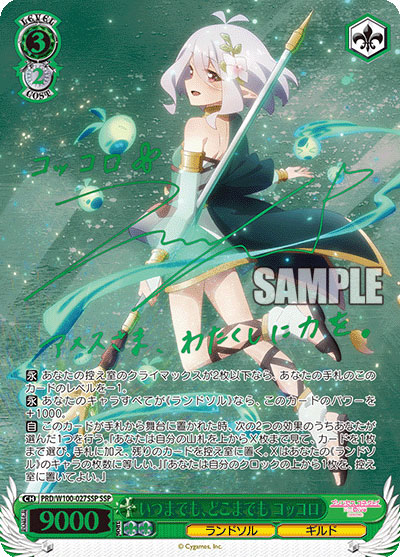 LEVEL
3
2
COST
コッコロ
SAMPLE
アメスさま わたくしに力を。
永 あなたの控え室のクライマックスが2枚以下なら、あなたの手札のこの
カードのレベルを-1。
永 あなたのキャラすべてが《ランドソル》なら、このカードのパワーを
+1000。
自 このカードが手札から舞台に置かれた時、次の2つの効果のうちあなたが
選んだ1つを行う。『あなたは自分の山札を上からX枚まで見て、カードを1枚
まで選び、手札に加え、残りのカードを控え室に置く。Xはあなたの《ランド
ソル》のキャラの枚数に等しい。』『あなたは自分のクロックの上から1枚を、控
え室に置いてよい。』
CH PRD/W100-027SSP SSP
いつまでも、どこまでも コッコロ
POWER
9000
SOUL
ランドソル
ギルド
© Cygames, Inc.